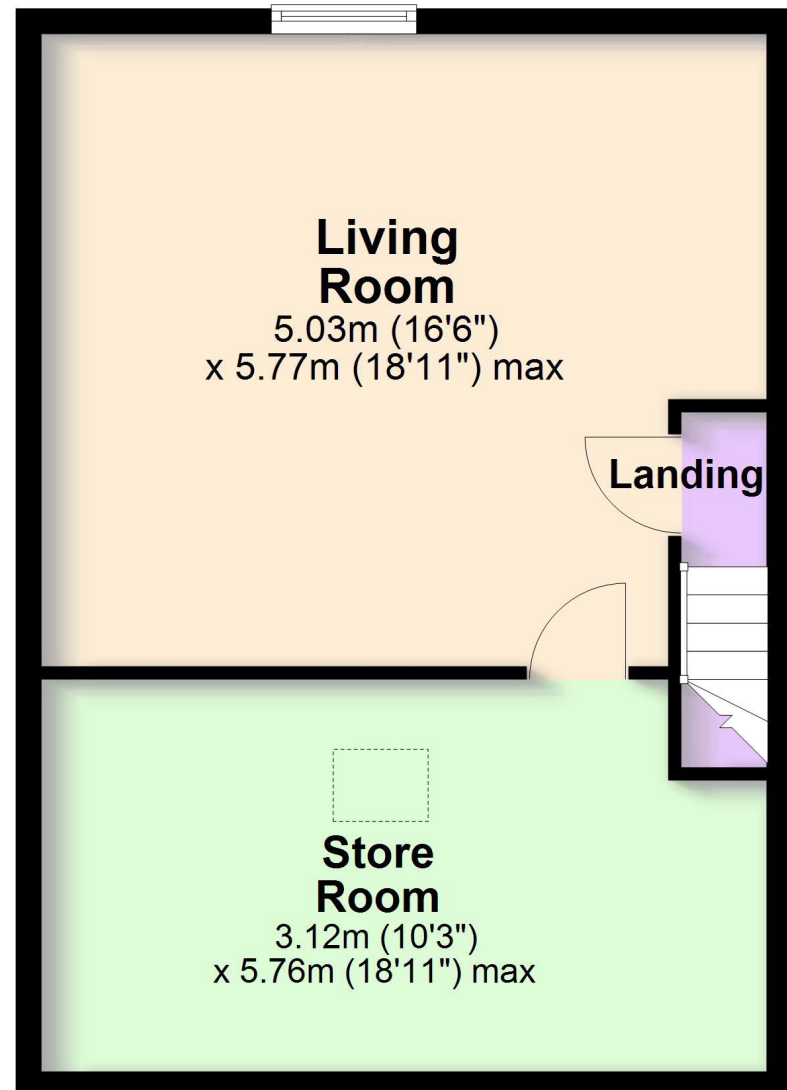 Living
Room
5.03m (16'6")
x 5.77m (18'11") max
Landing
Store
Room
3.12m (10'3")
x 5.76m (18'11") max